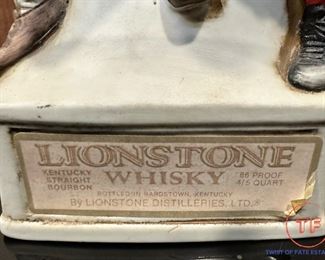 LIONSTONE
KENTUCKY STRAIGHT BOURBON
WHISKY
86 PROOF 4/5 QUART
BOTTLED IN BARDSTOWN, KENTUCKY
By LIONSTONE DISTILLERIES, LTD.®
TF
TWIST OF FATE ESTA